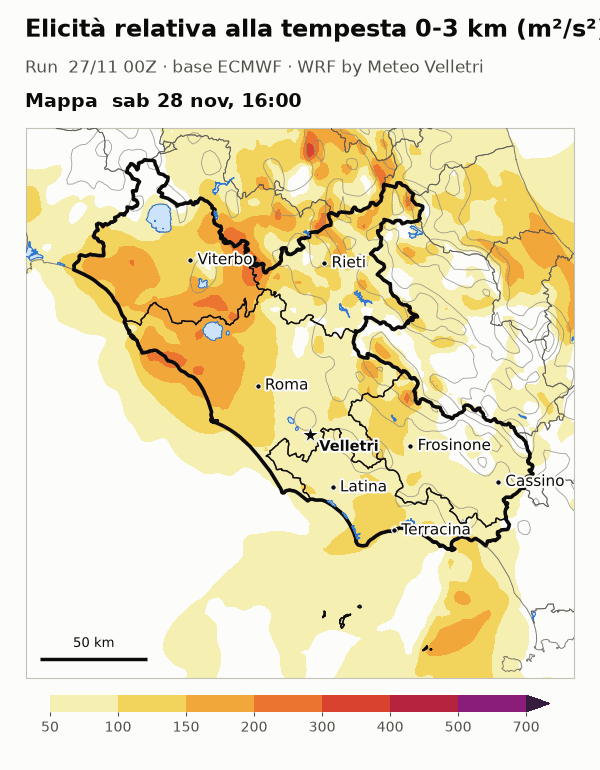 Elicità relativa alla tempesta 0-3 km (m²/s²)
Run 27/11 00Z · base ECMWF · WRF by Meteo Velletri
Mappa sab 28 nov, 16:00
Viterbo
Rieti
Roma
Velletri
Frosinone
Cassino
Latina
Terracina
50 km
50 100 150 200 300 400 500 700